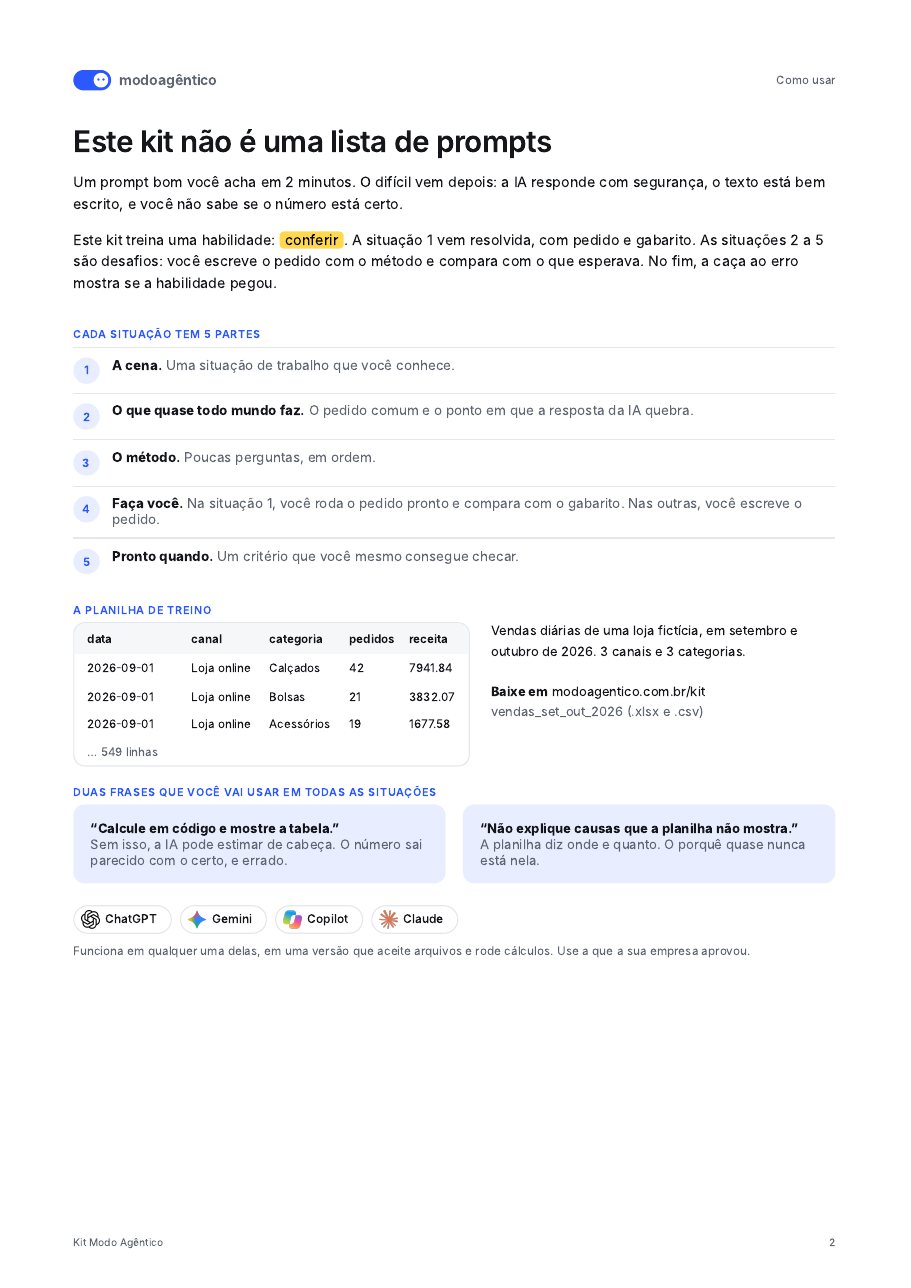 modoagêntico
Como usar
Este kit não é uma lista de prompts
Um prompt bom você acha em 2 minutos. O difícil vem depois: a IA responde com segurança, o texto está bem
escrito, e você não sabe se o número está certo.
Este kit treina uma habilidade: conferir . A situação 1 vem resolvida, com pedido e gabarito. As situações 2 a 5
são desafios: você escreve o pedido com o método e compara com o que esperava. No fim, a caça ao erro
mostra se a habilidade pegou.
CADA SITUAÇÃO TEM 5 PARTES
1 A cena. Uma situação de trabalho que você conhece.
2 O que quase todo mundo faz. O pedido comum e o ponto em que a resposta da IA quebra.
3 O método. Poucas perguntas, em ordem.
4 Faça você. Na situação 1, você roda o pedido pronto e compara com o gabarito. Nas outras, você escreve o
pedido.
5 Pronto quando. Um critério que você mesmo consegue checar.
A PLANILHA DE TREINO
data canal categoria pedidos receita
2026-09-01 Loja online Calçados 42 7941.84
2026-09-01 Loja online Bolsas 21 3832.07
2026-09-01 Loja online Acessórios 19 1677.58
... 549 linhas
Vendas diárias de uma loja fictícia, em setembro e
outubro de 2026. 3 canais e 3 categorias.
Baixe em modoagentico.com.br/kit
vendas_set_out_2026 (.xlsx e .csv)
DUAS FRASES QUE VOCÊ VAI USAR EM TODAS AS SITUAÇÕES
“Calcule em código e mostre a tabela.”
Sem isso, a IA pode estimar de cabeça. O número sai
parecido com o certo, e errado.
“Não explique causas que a planilha não mostra.”
A planilha diz onde e quanto. O porquê quase nunca
está nela.
ChatGPT Gemini Copilot Claude
Funciona em qualquer uma delas, em uma versão que aceite arquivos e rode cálculos. Use a que a sua empresa aprovou.
Kit Modo Agêntico
2